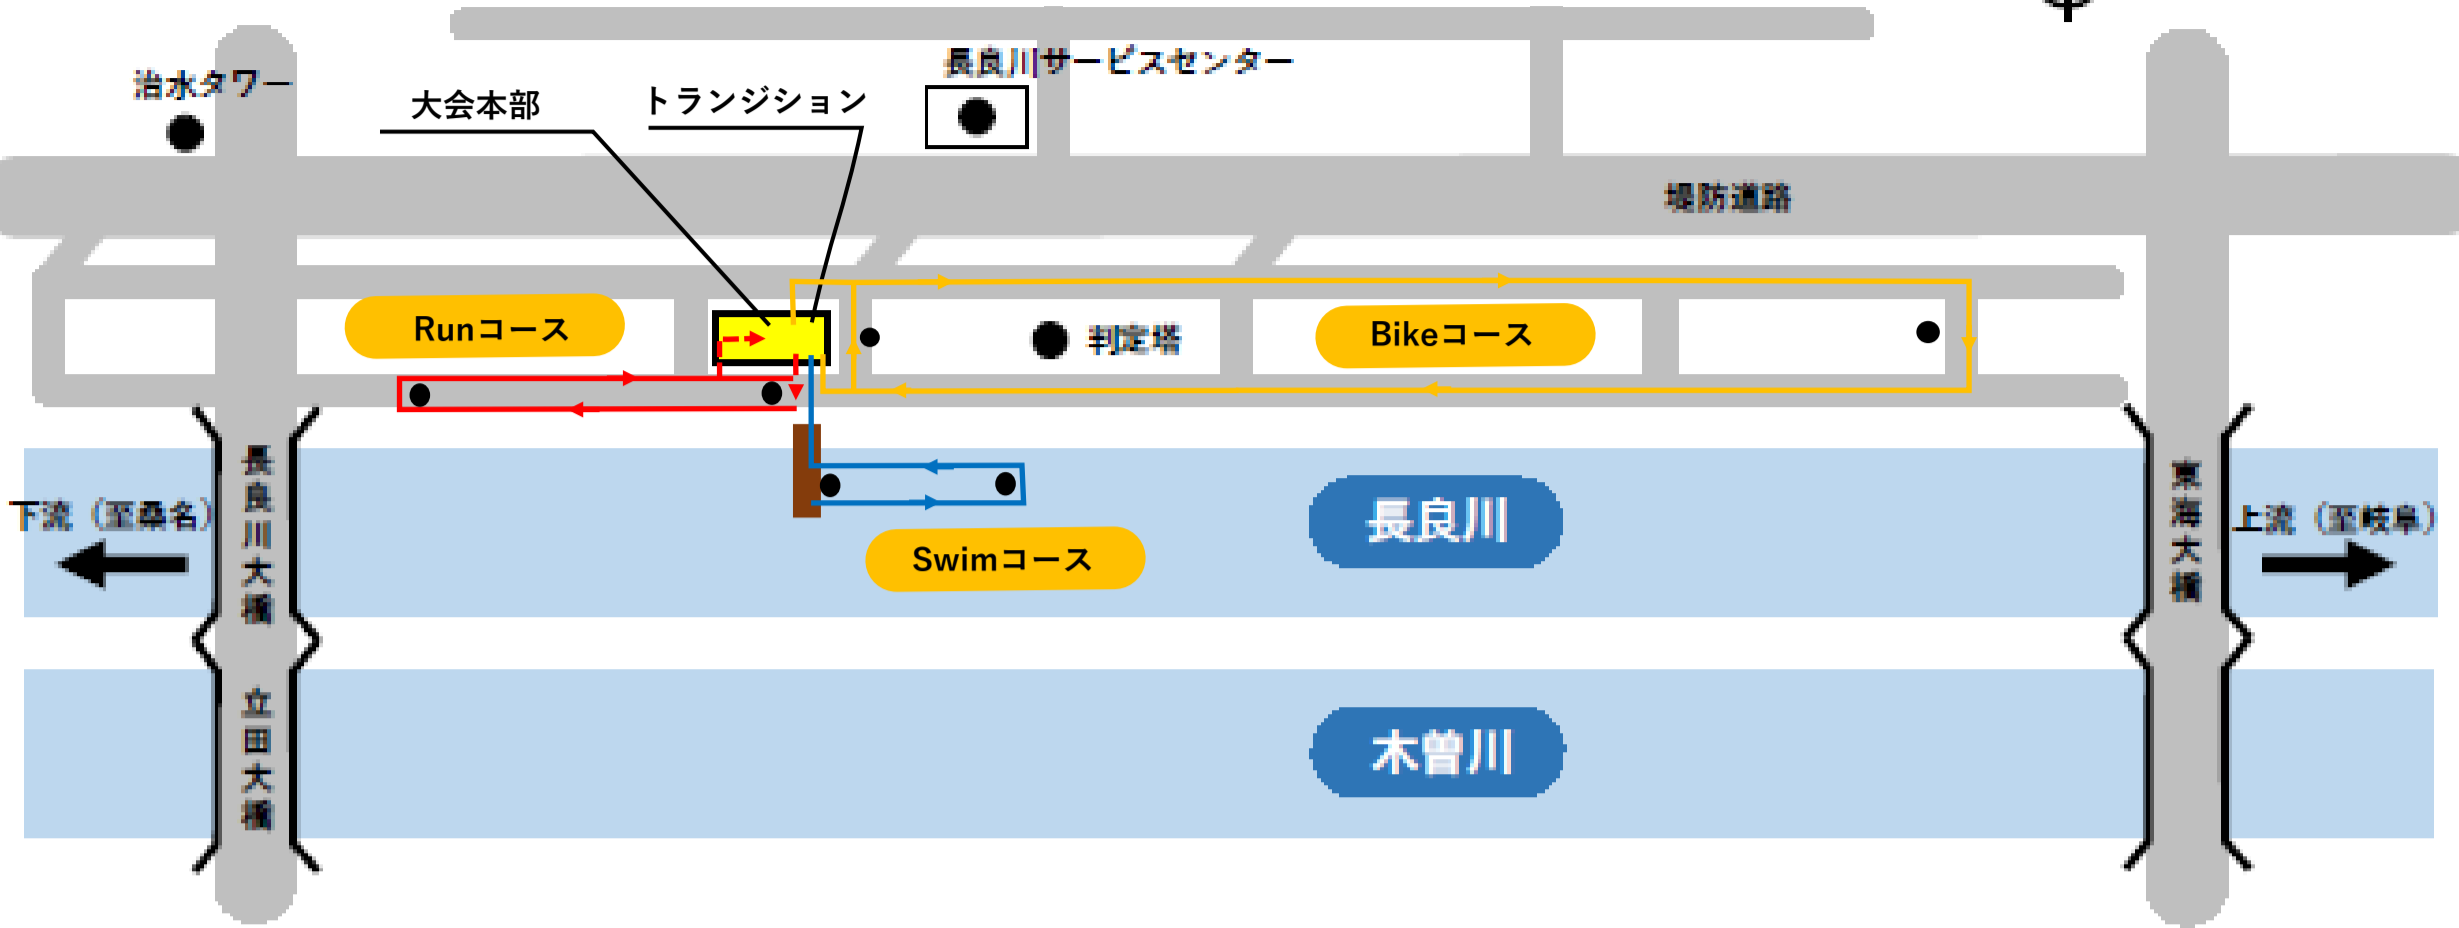 長良川サービスセンター
治水タワー
大会本部
トランジション
堤防道路
Runコース
判定塔
Bikeコース
長良川大橋
下流（至桑名）
長良川
東海大橋
上流（至岐阜）
Swimコース
立田大橋
木曽川